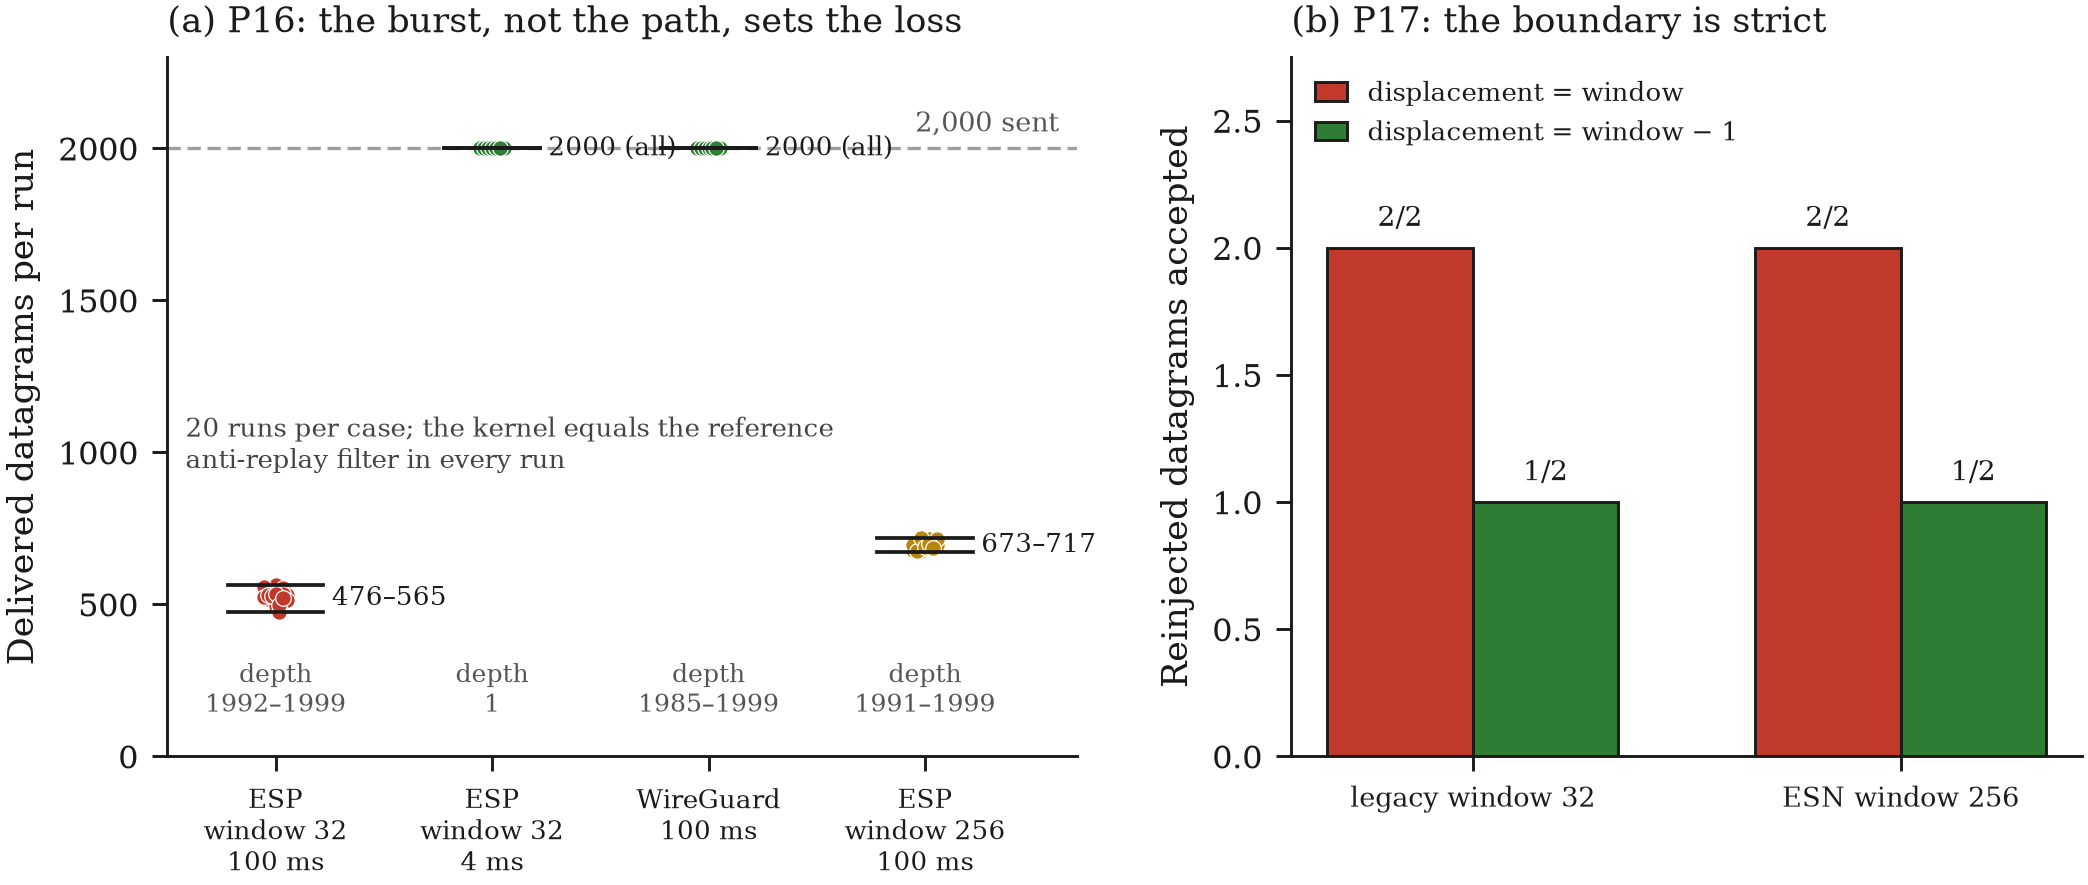 (a) P16: the burst, not the path, sets the loss
Delivered datagrams per run
2000
1500
1000
500
0
2,000 sent
2000 (all)
2000 (all)
20 runs per case; the kernel equals the reference
anti-replay filter in every run
673–717
476–565
depth
1992–1999
depth
1
depth
1985–1999
depth
1991–1999
ESP
window 32
100 ms
ESP
window 32
4 ms
WireGuard
100 ms
ESP
window 256
100 ms
(b) P17: the boundary is strict
Reinjected datagrams accepted
2.5
2.0
1.5
1.0
0.5
0.0
displacement = window
displacement = window − 1
2/2
1/2
2/2
1/2
legacy window 32
ESN window 256